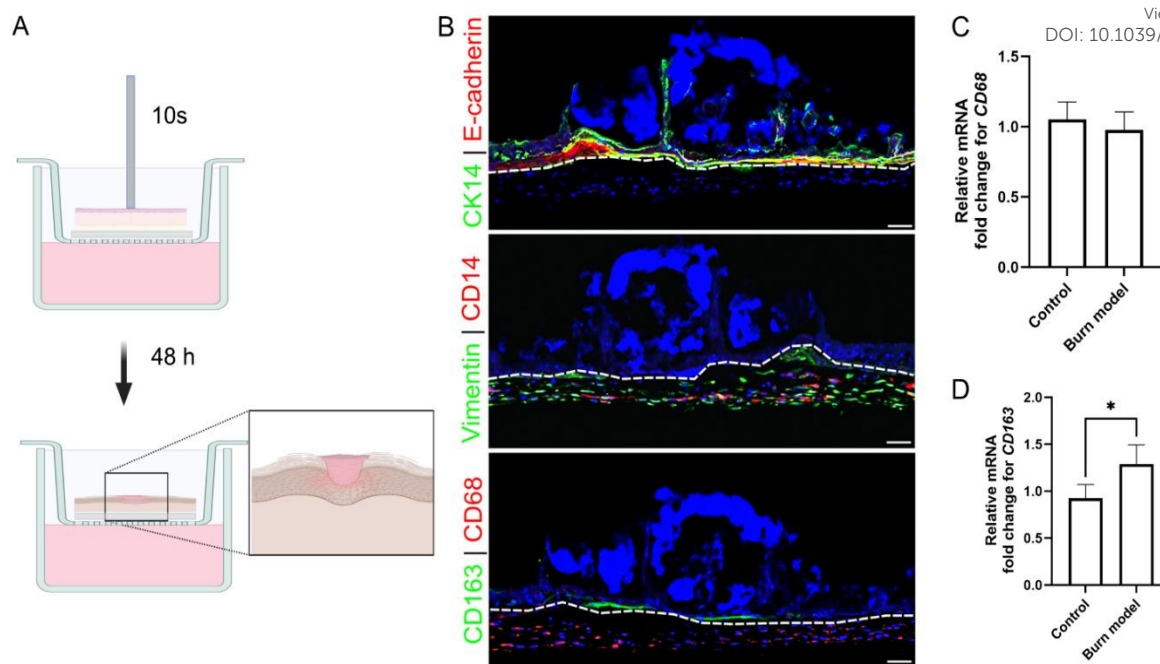 A
10s
48 h
B
CK14 | E-cadherin
Vimentin | CD14
CD163 | CD68
C
DOI: 10.1039/
Relative mRNA
fold change for CD68
1.5
1.0
0.5
0.0
Control
Burn model
D
Relative mRNA
fold change for CD163
2.0
1.5
1.0
0.5
0.0
*
Control
Burn model